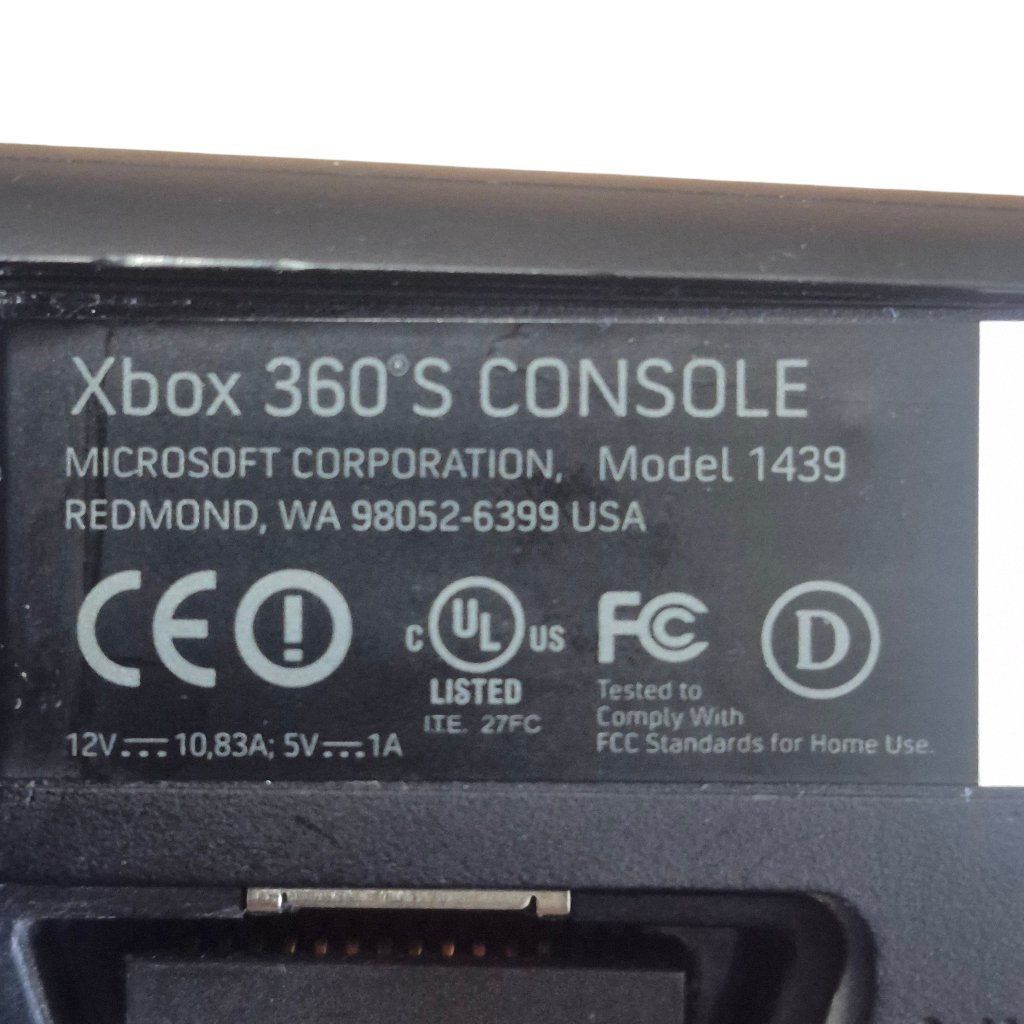 Xbox 360® S CONSOLE
MICROSOFT CORPORATION, Model 1439
REDMOND, WA 98052-6399 USA
CE
C UL US
LISTED
I.T.E. 27FC
FC
Tested to
Comply With
FCC Standards for Home Use.
D
12V⎓10,83A; 5V⎓1A